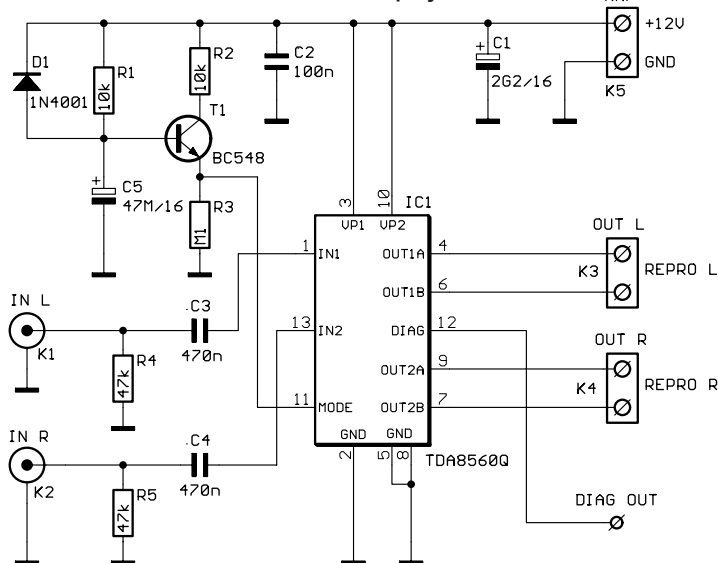 +12V
GND
K5
D1
1N4001
R1
10k
R2
10k
T1
BC548
C2
100n
C1
+
2G2/16
+
C5
47M/16
R3
M1
3
10
IC1
VP1
VP2
1
IN1
OUT1A
4
OUT1B
6
13
IN2
DIAG
12
OUT2A
9
11
MODE
OUT2B
7
GND
GND
2
5
8
TDA8560Q
OUT L
K3
REPRO L
OUT R
K4
REPRO R
IN L
K1
R4
47k
.C3
470n
IN R
K2
R5
47k
.C4
470n
DIAG OUT